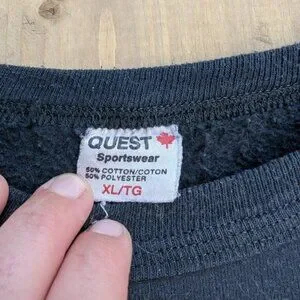 QUEST
Sportswear
50% COTTON/COTON
50% POLYESTER
XL/TG